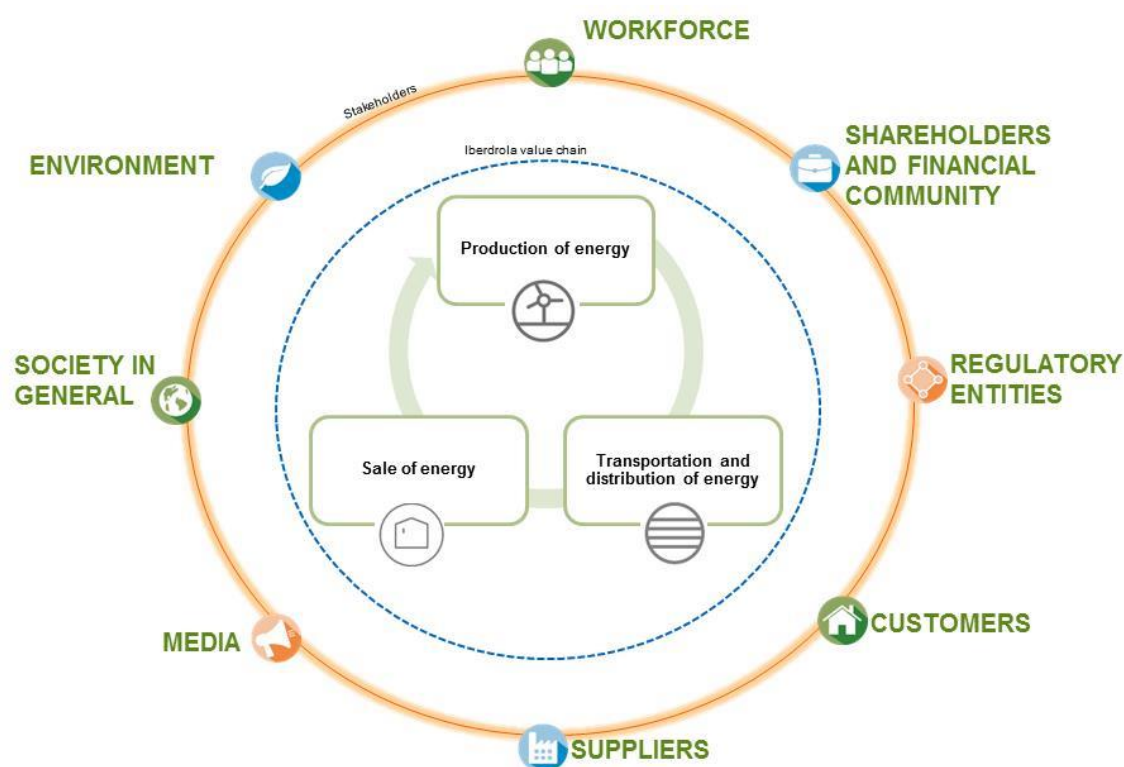 WORKFORCE
Stakeholders
SHAREHOLDERS
AND FINANCIAL
COMMUNITY
ENVIRONMENT
Iberdrola value chain
Production of energy
SOCIETY IN
GENERAL
REGULATORY
ENTITIES
Sale of energy
Transportation and
distribution of energy
CUSTOMERS
MEDIA
SUPPLIERS